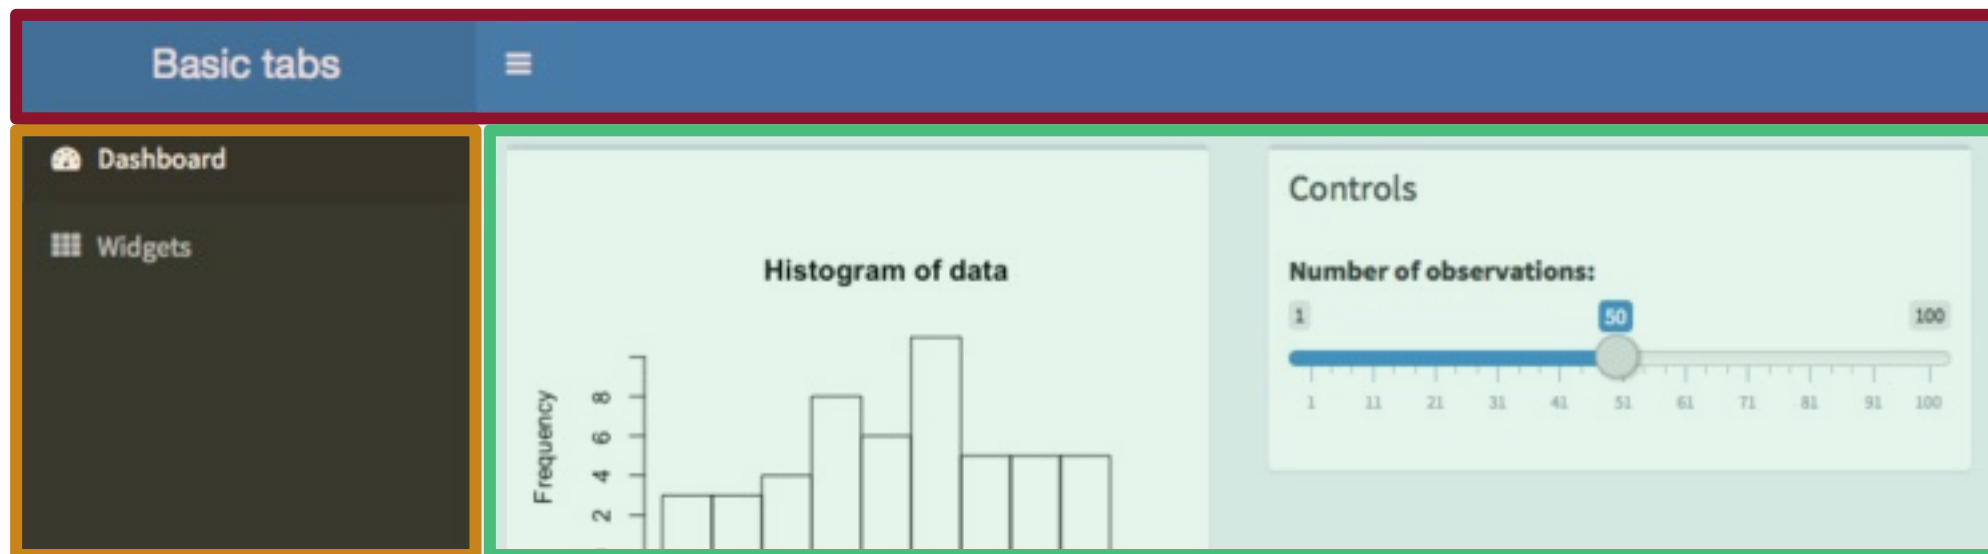 Basic tabs
Dashboard
Widgets
Histogram of data
Frequency
8
6
4
2
Controls
Number of observations:
1 50 100
1 11 21 31 41 51 61 71 81 91 100